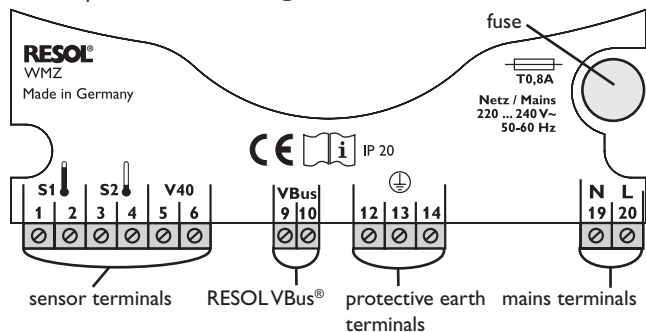 fuse
RESOL®
WMZ
Made in Germany
T0,8A
Netz / Mains
220 ... 240 V~
50-60 Hz
CE i IP 20
S1 S2 V40 VBus N L
1 2 3 4 5 6 9 10 12 13 14 19 20
sensor terminals RESOL VBus® protective earth mains terminals
terminals